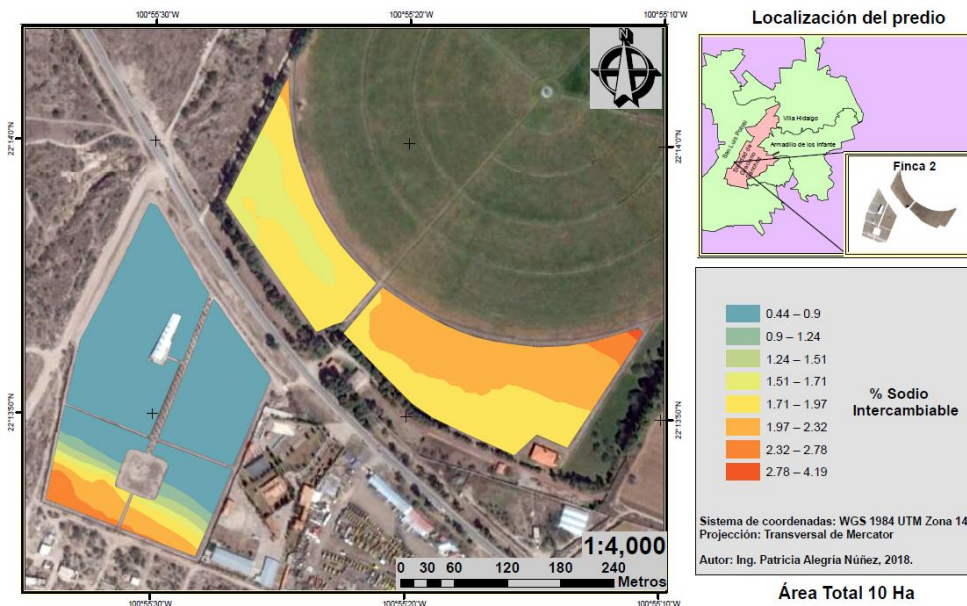 100°55'30"W
100°55'20"W
100°55'10"W
Localización del predio
N
22°14'0"N
22°14'0"N
San Luis Potosí
Villa Hidalgo
Armadillo de los Infante
Finca 2
0.44 – 0.9
0.9 – 1.24
1.24 – 1.51
1.51 – 1.71
1.71 – 1.97
1.97 – 2.32
2.32 – 2.78
2.78 – 4.19
% Sodio
Intercambiable
22°13'50"N
22°13'50"N
Sistema de coordenadas: WGS 1984 UTM Zona 14
Projección: Transversal de Mercator
Autor: Ing. Patricia Alegría Núñez, 2018.
1:4,000
0 30 60 120 180 240
Metros
100°55'30"W
100°55'20"W
100°55'10"W
Área Total 10 Ha